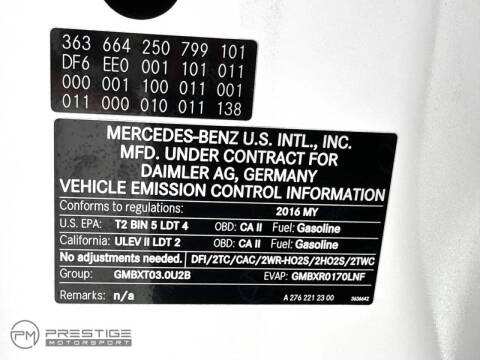 363 664 250 799 101
DF6 EE0 001 101 011
000 001 100 011 001
011 000 010 011 138
MERCEDES-BENZ U.S. INTL., INC.
MFD. UNDER CONTRACT FOR
DAIMLER AG, GERMANY
VEHICLE EMISSION CONTROL INFORMATION
Conforms to regulations: 2016 MY
U.S. EPA: T2 BIN 5 LDT 4 OBD: CA II Fuel: Gasoline
California: ULEV II LDT 2 OBD: CA II Fuel: Gasoline
No adjustments needed. DFI/2TC/CAC/2WR-HO2S/2HO2S/2TWC
Group: GMBXT03.0U2B EVAP: GMBXR0170LNF
Remarks: n/a A 276 221 23 00 3636642
PM PRESTIGE
MOTORSPORT